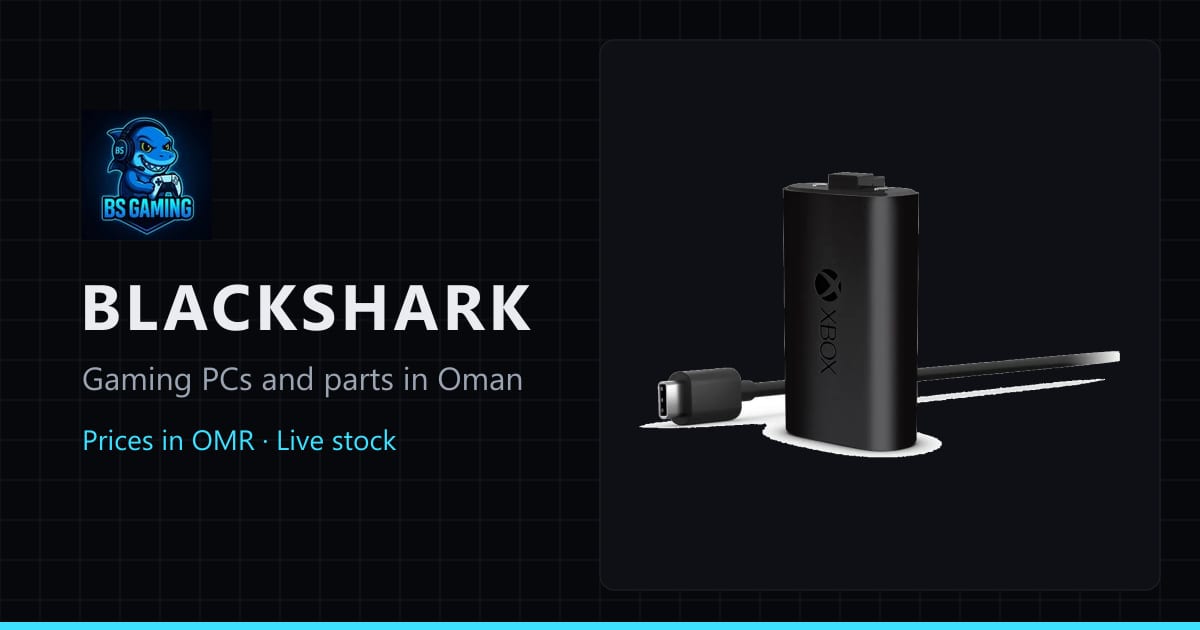 BS
BS GAMING
BLACKSHARK
Gaming PCs and parts in Oman
Prices in OMR · Live stock
XBOX